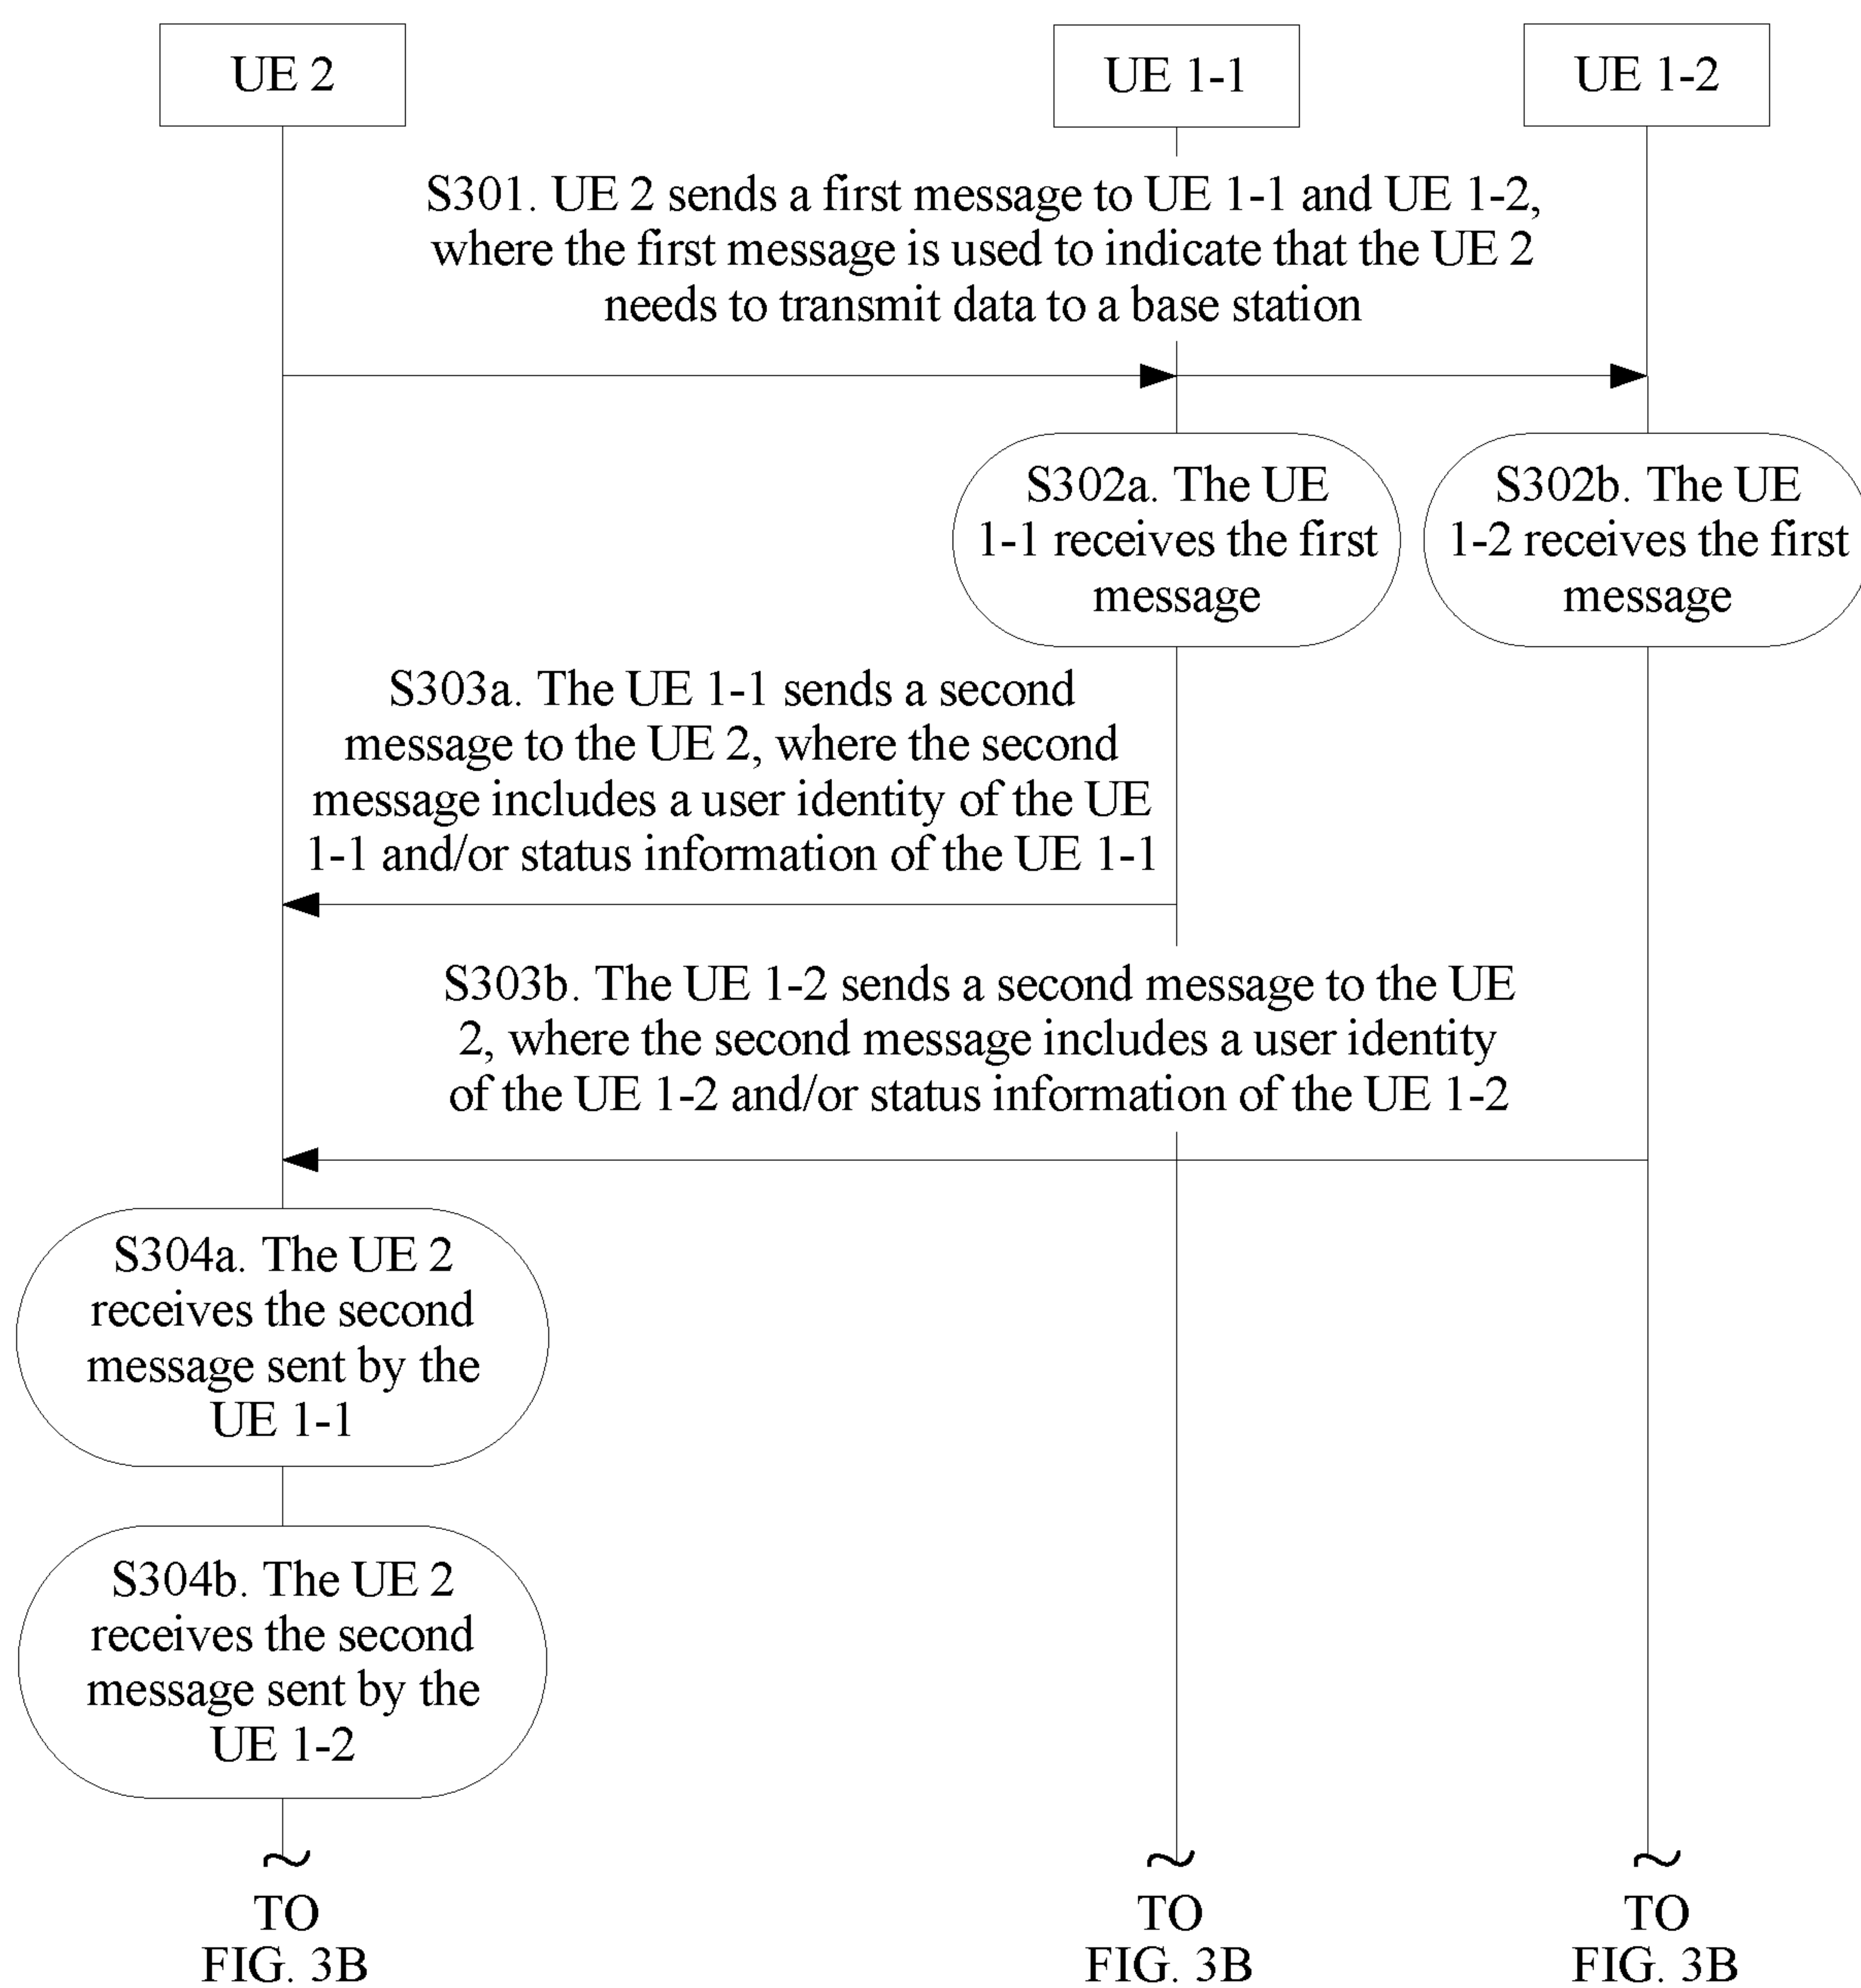 UE 2
UE 1-1
UE 1-2
S301. UE 2 sends a first message to UE 1-1 and UE 1-2,
where the first message is used to indicate that the UE 2
needs to transmit data to a base station
S302a. The UE
1-1 receives the first
message
S302b. The UE
1-2 receives the first
message
S303a. The UE 1-1 sends a second
message to the UE 2, where the second
message includes a user identity of the UE
1-1 and/or status information of the UE 1-1
S303b. The UE 1-2 sends a second message to the UE
2, where the second message includes a user identity
of the UE 1-2 and/or status information of the UE 1-2
S304a. The UE 2
receives the second
message sent by the
UE 1-1
S304b. The UE 2
receives the second
message sent by the
UE 1-2
TO
FIG. 3B
TO
FIG. 3B
TO
FIG. 3B